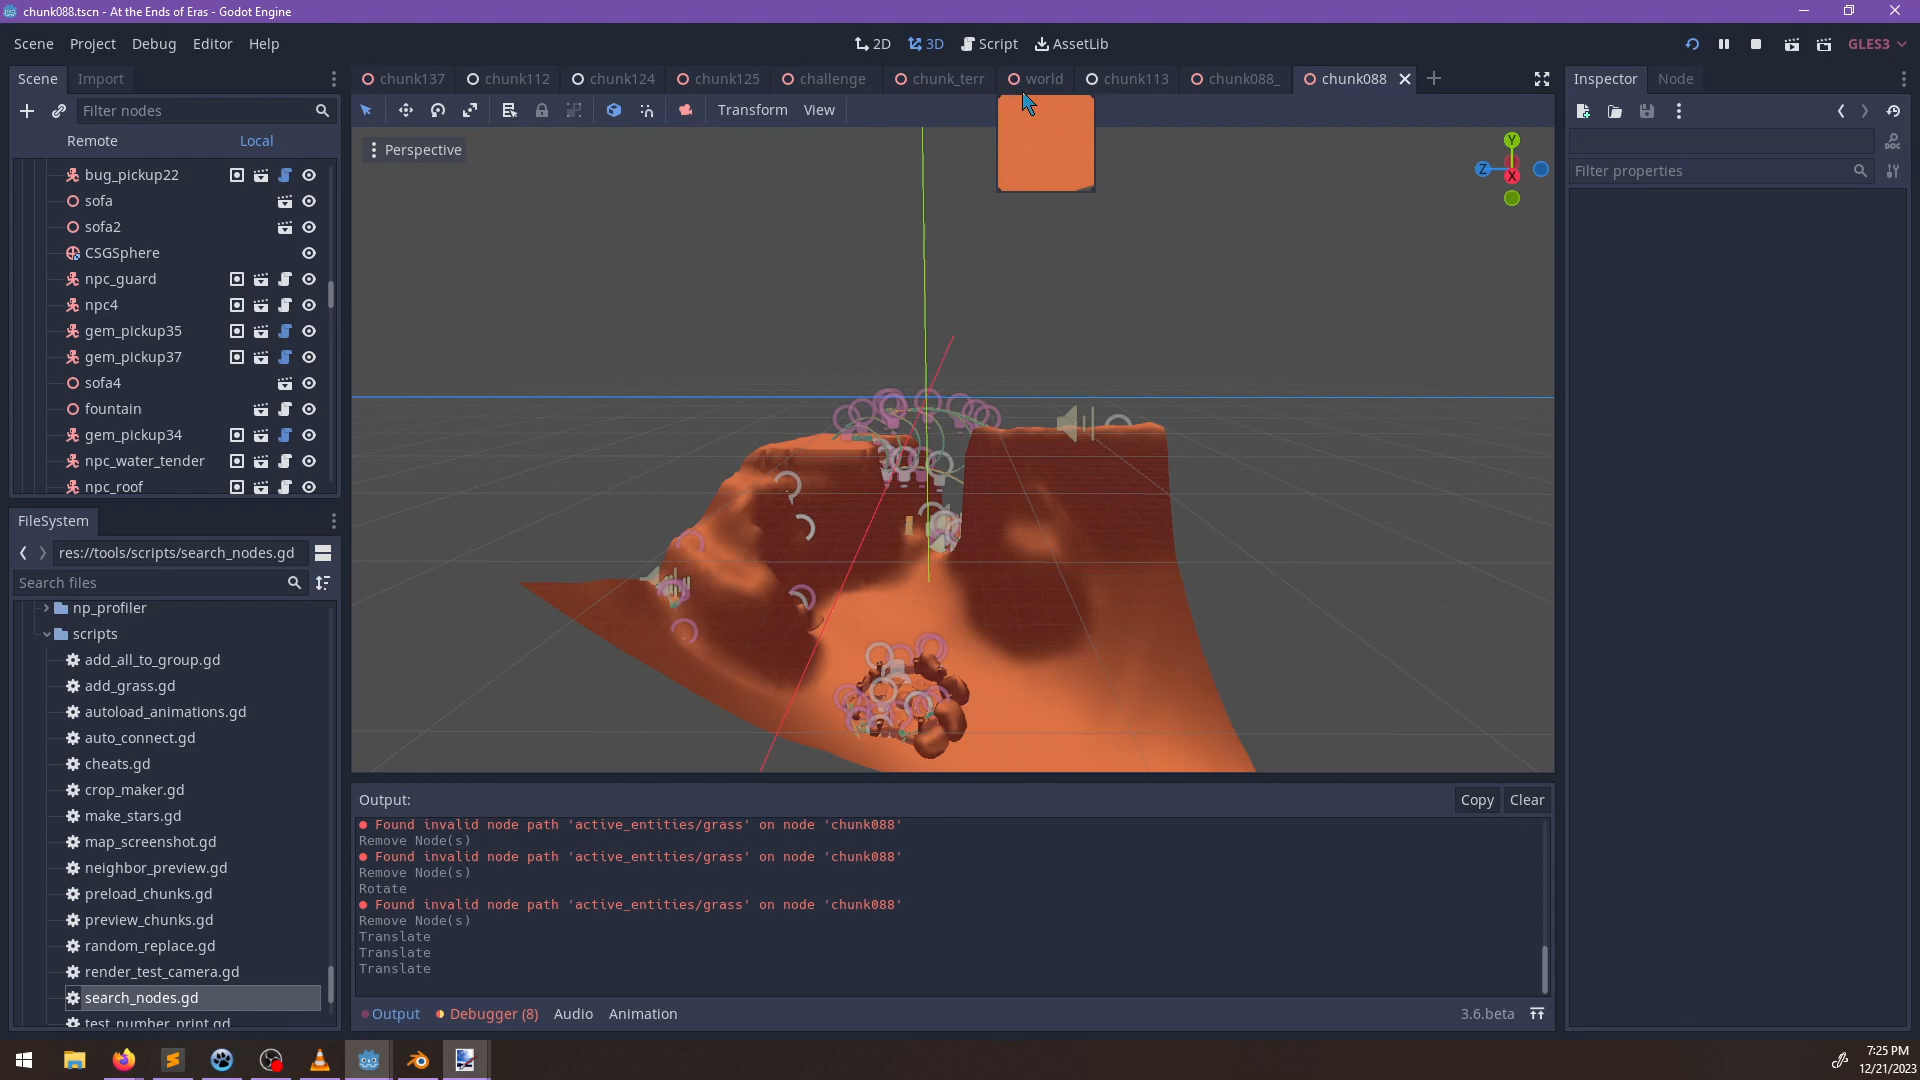 chunk088.tscn - At the Ends of Eras - Godot Engine
Scene Project Debug Editor Help
2D 3D Script AssetLib
GLES3
Scene Import
chunk137 chunk112 chunk124 chunk125 challenge chunk_terr world chunk113 chunk088_ chunk088
Inspector Node
Filter nodes
Transform View
Remote Local
Perspective
Y
Z
X
Filter properties
bug_pickup22
sofa
sofa2
CSGSphere
npc_guard
npc4
gem_pickup35
gem_pickup37
sofa4
fountain
gem_pickup34
npc_water_tender
npc_roof
FileSystem
res://tools/scripts/search_nodes.gd
Search files
np_profiler
scripts
add_all_to_group.gd
add_grass.gd
autoload_animations.gd
auto_connect.gd
cheats.gd
crop_maker.gd
make_stars.gd
map_screenshot.gd
neighbor_preview.gd
preload_chunks.gd
preview_chunks.gd
random_replace.gd
render_test_camera.gd
search_nodes.gd
test_number_print.gd
Output:
Copy Clear
Found invalid node path 'active_entities/grass' on node 'chunk088'
Remove Node(s)
Found invalid node path 'active_entities/grass' on node 'chunk088'
Remove Node(s)
Rotate
Found invalid node path 'active_entities/grass' on node 'chunk088'
Remove Node(s)
Translate
Translate
Translate
Output Debugger (8) Audio Animation
3.6.beta
7:25 PM
12/21/2023